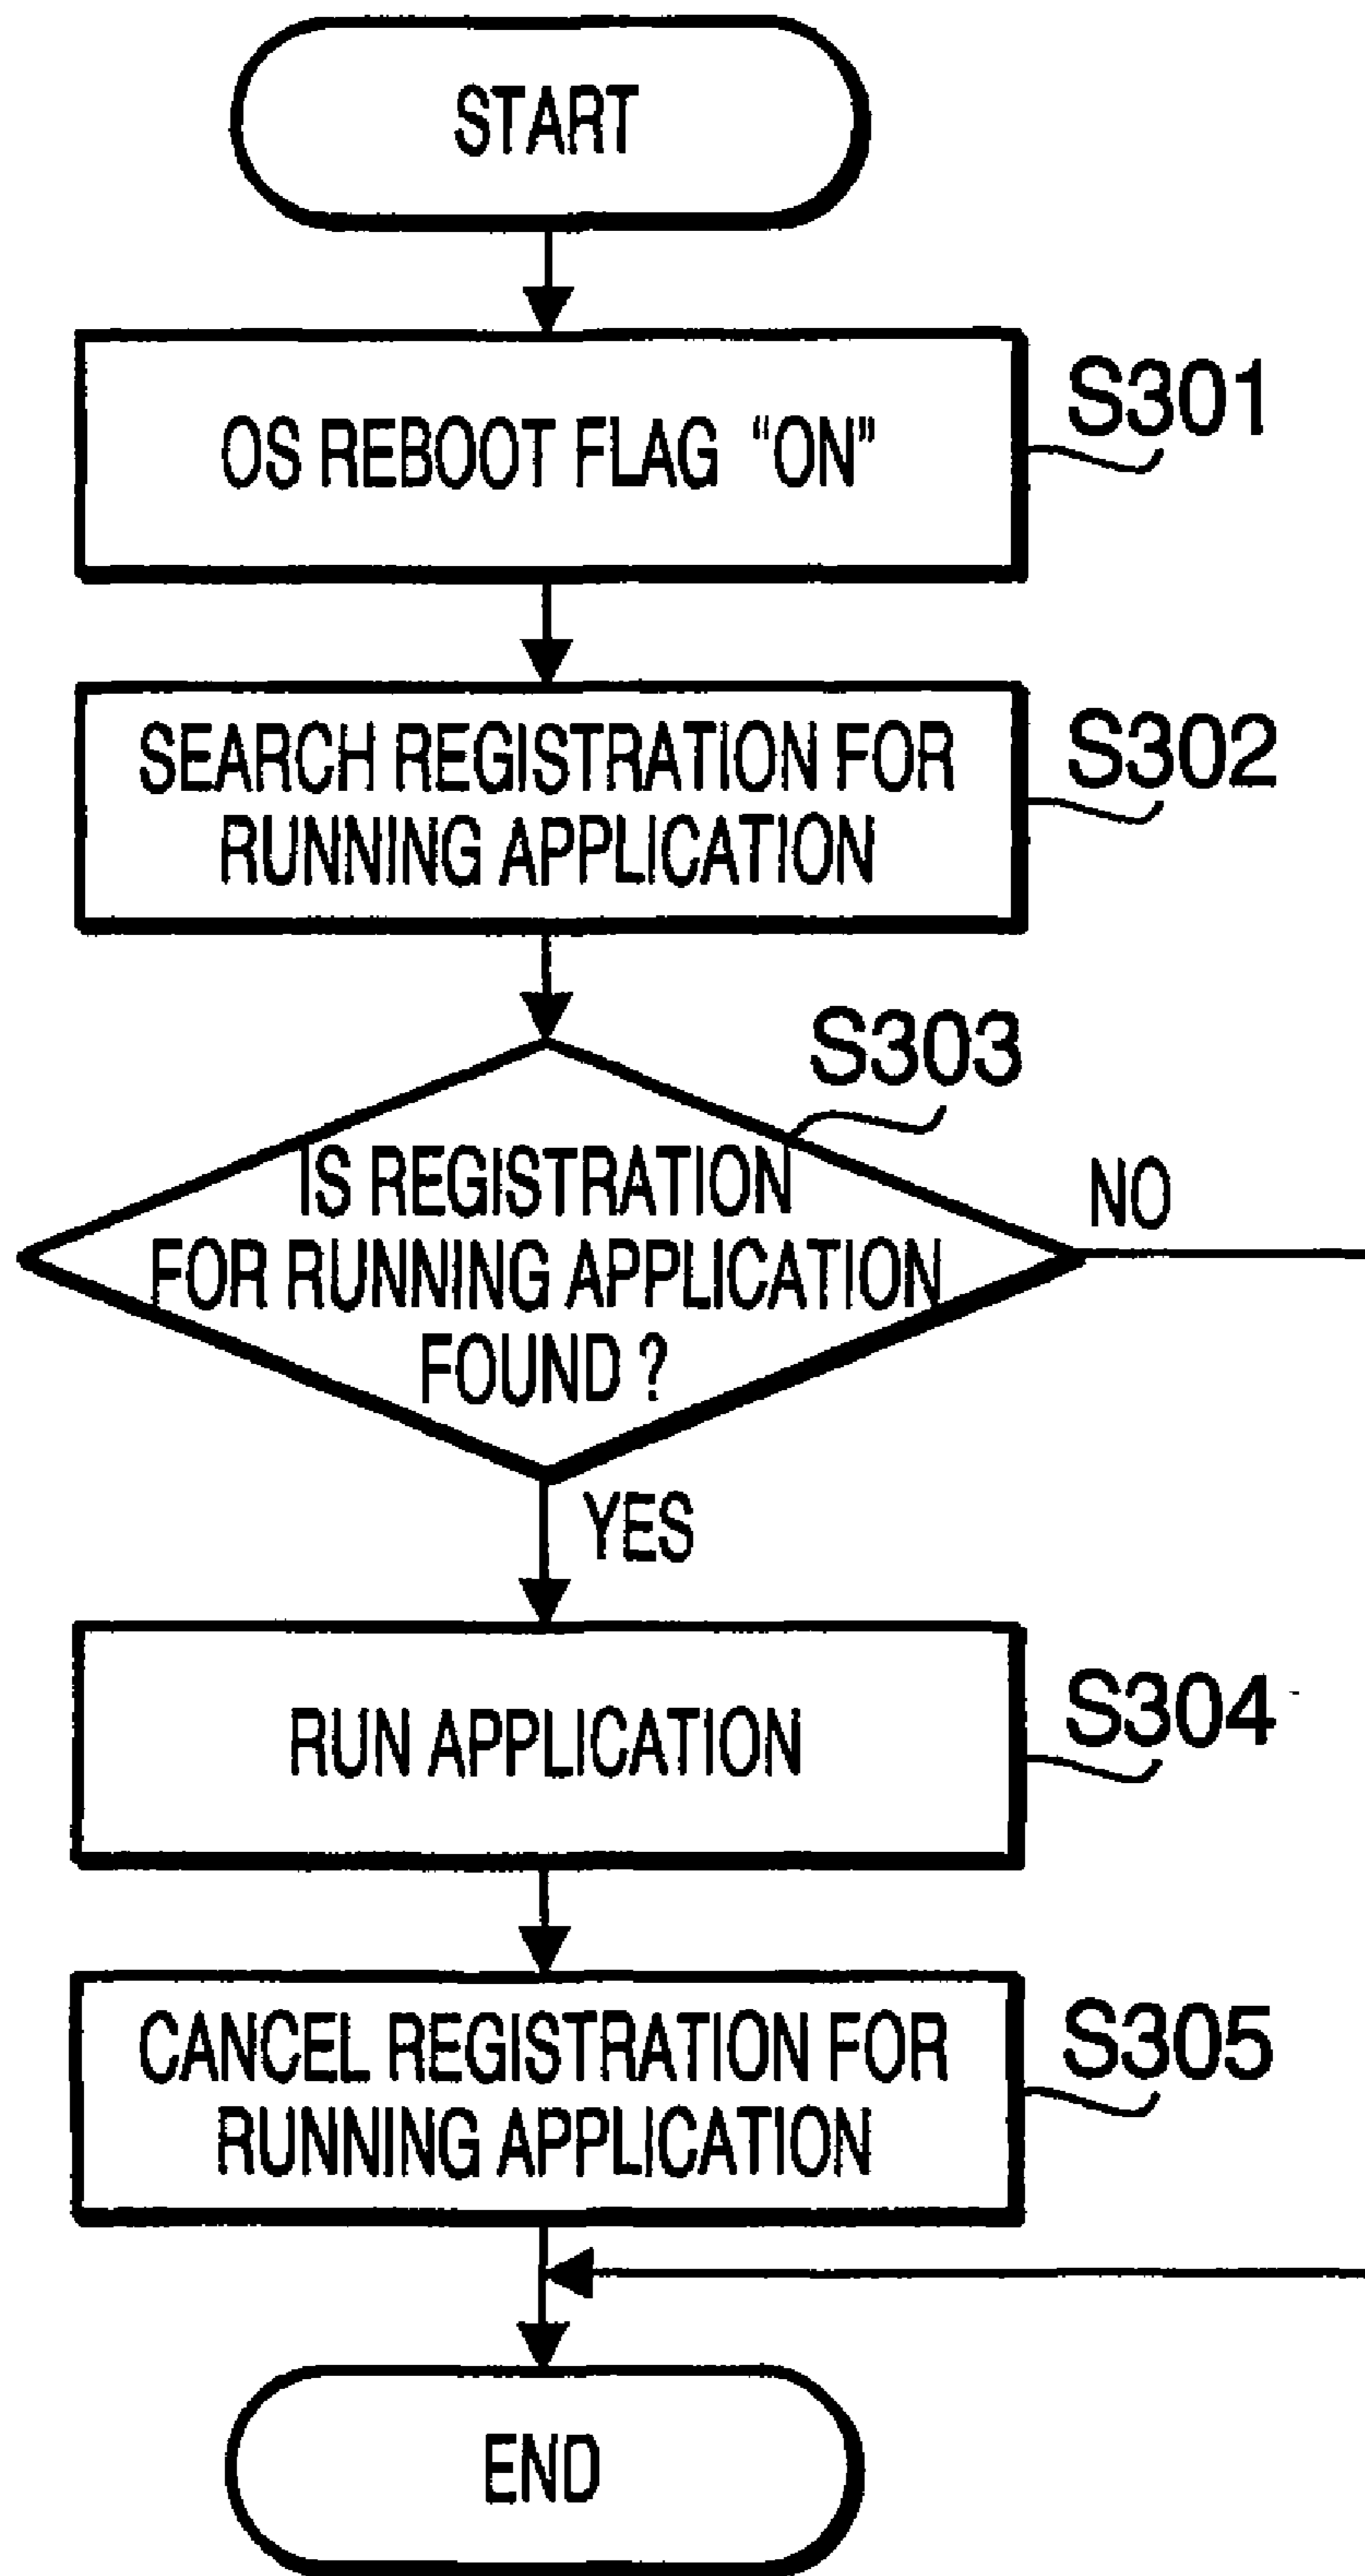 START
OS REBOOT FLAG “ON”
S301
SEARCH REGISTRATION FOR
RUNNING APPLICATION
S302
S303
IS REGISTRATION
FOR RUNNING APPLICATION
FOUND ?
NO
YES
RUN APPLICATION
S304
CANCEL REGISTRATION FOR
RUNNING APPLICATION
S305
END